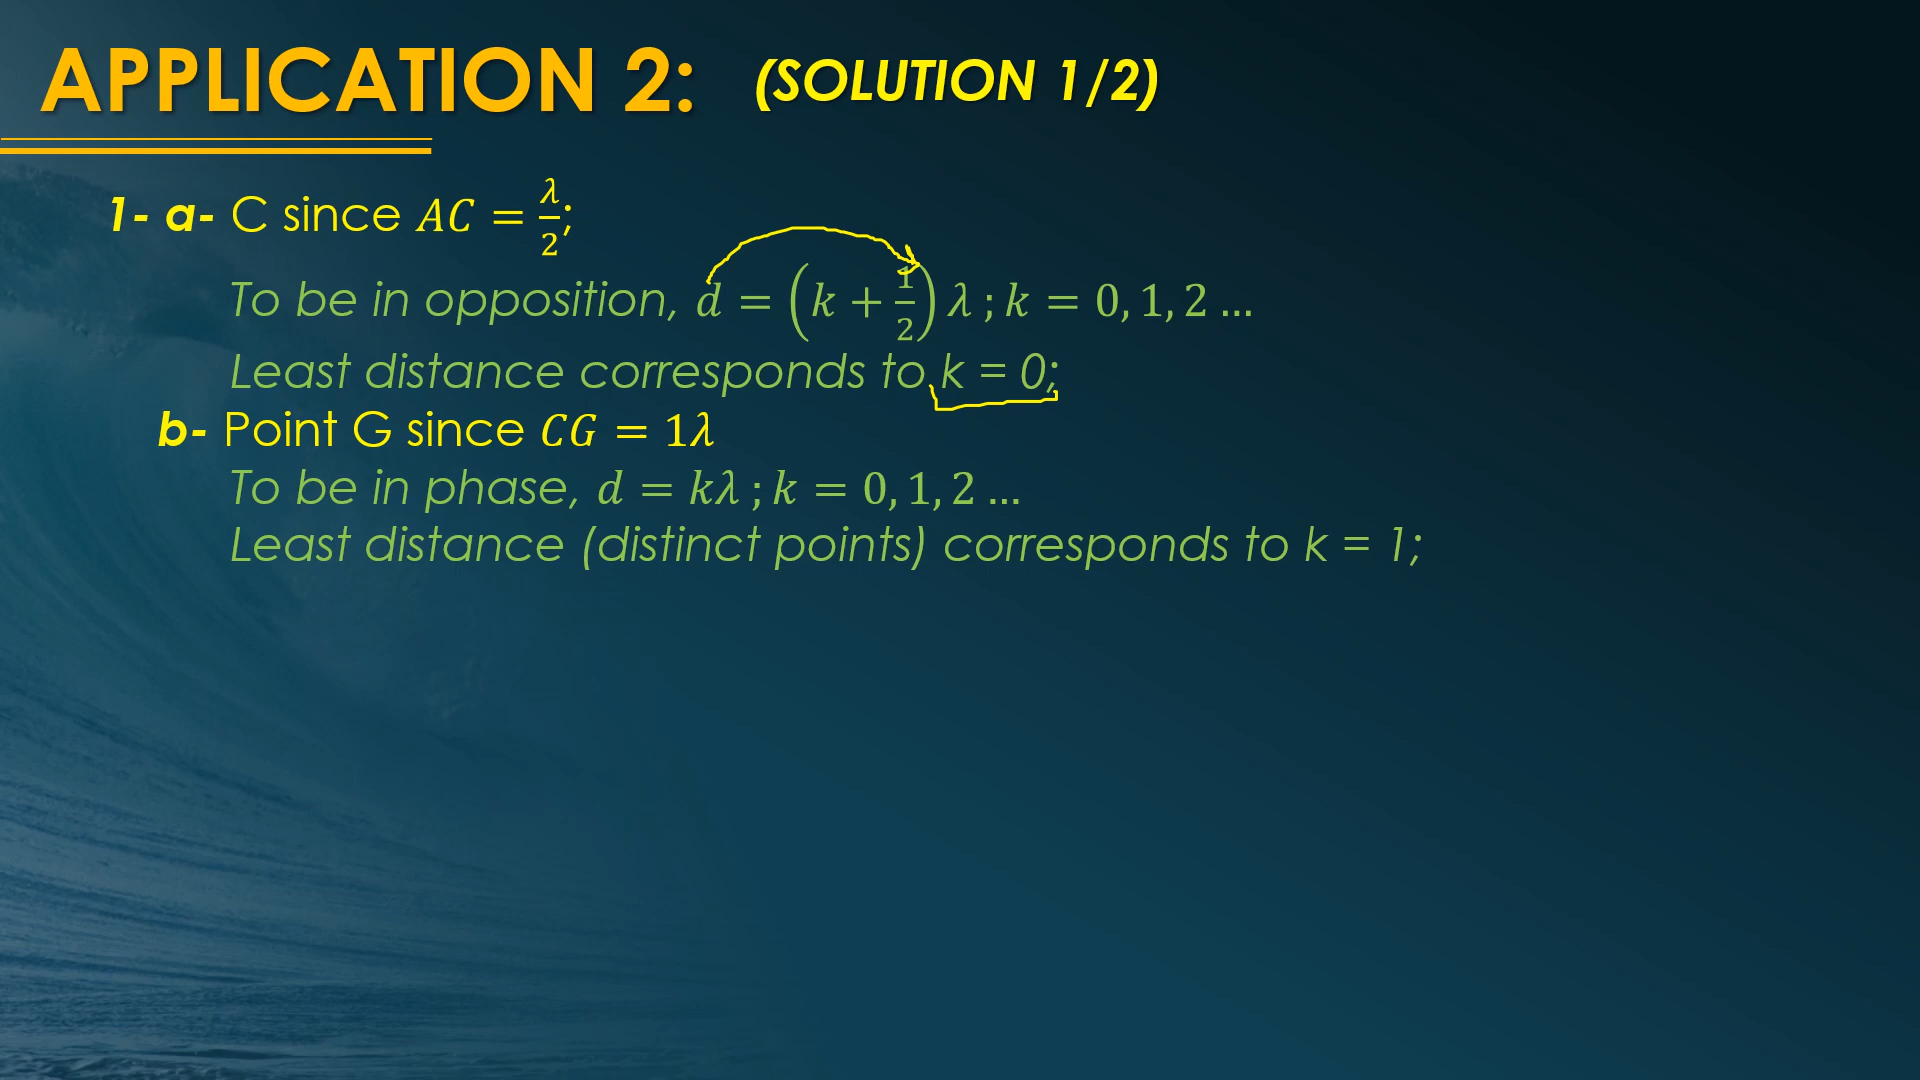 APPLICATION 2: (SOLUTION 1/2)
1- a- C since AC = λ/2;
To be in opposition, d = (k + 1/2) λ ; k = 0, 1, 2 ...
Least distance corresponds to k = 0;
b- Point G since CG = 1λ
To be in phase, d = kλ ; k = 0, 1, 2 ...
Least distance (distinct points) corresponds to k = 1;